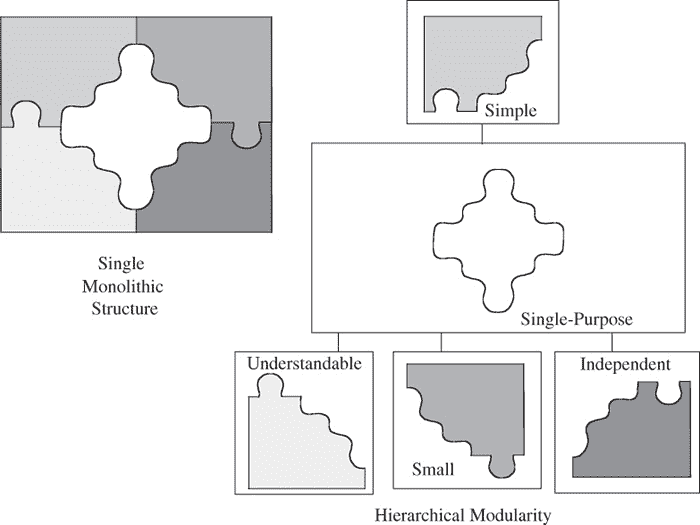 Simple
Single-Purpose
Single
Monolithic
Structure
Understandable
Independent
Small
Hierarchical Modularity